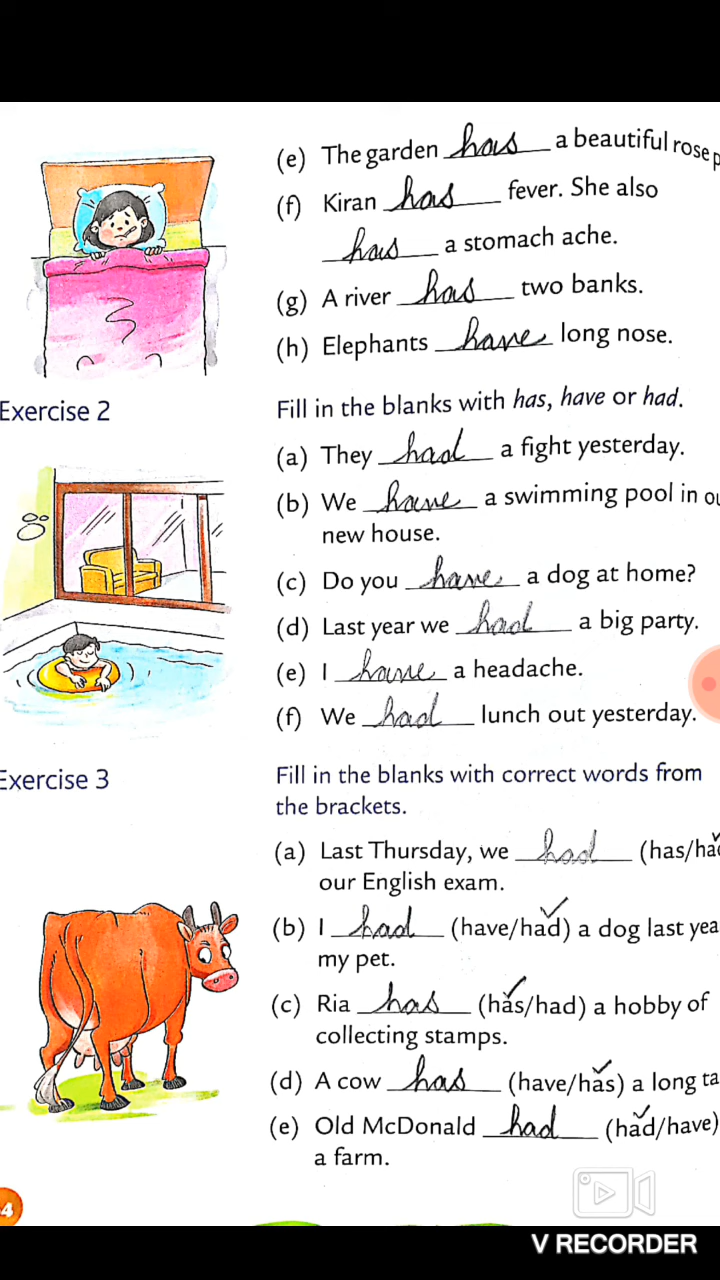 (e) The garden has a beautiful rose
(f) Kiran has fever. She also
has a stomach ache.
(g) A river has two banks.
(h) Elephants have long nose.
Exercise 2 Fill in the blanks with has, have or had.
(a) They had a fight yesterday.
(b) We have a swimming pool in
new house.
(c) Do you have a dog at home?
(d) Last year we had a big party.
(e) I have a headache.
(f) We had lunch out yesterday.
Exercise 3 Fill in the blanks with correct words from
the brackets.
(a) Last Thursday, we had (has/
our English exam.
(b) I had (have/had) a dog last
my pet.
(c) Ria has (has/had) a hobby of
collecting stamps.
(d) A cow has (have/has) a long
(e) Old McDonald had (had/have)
a farm.
4
V RECORDER